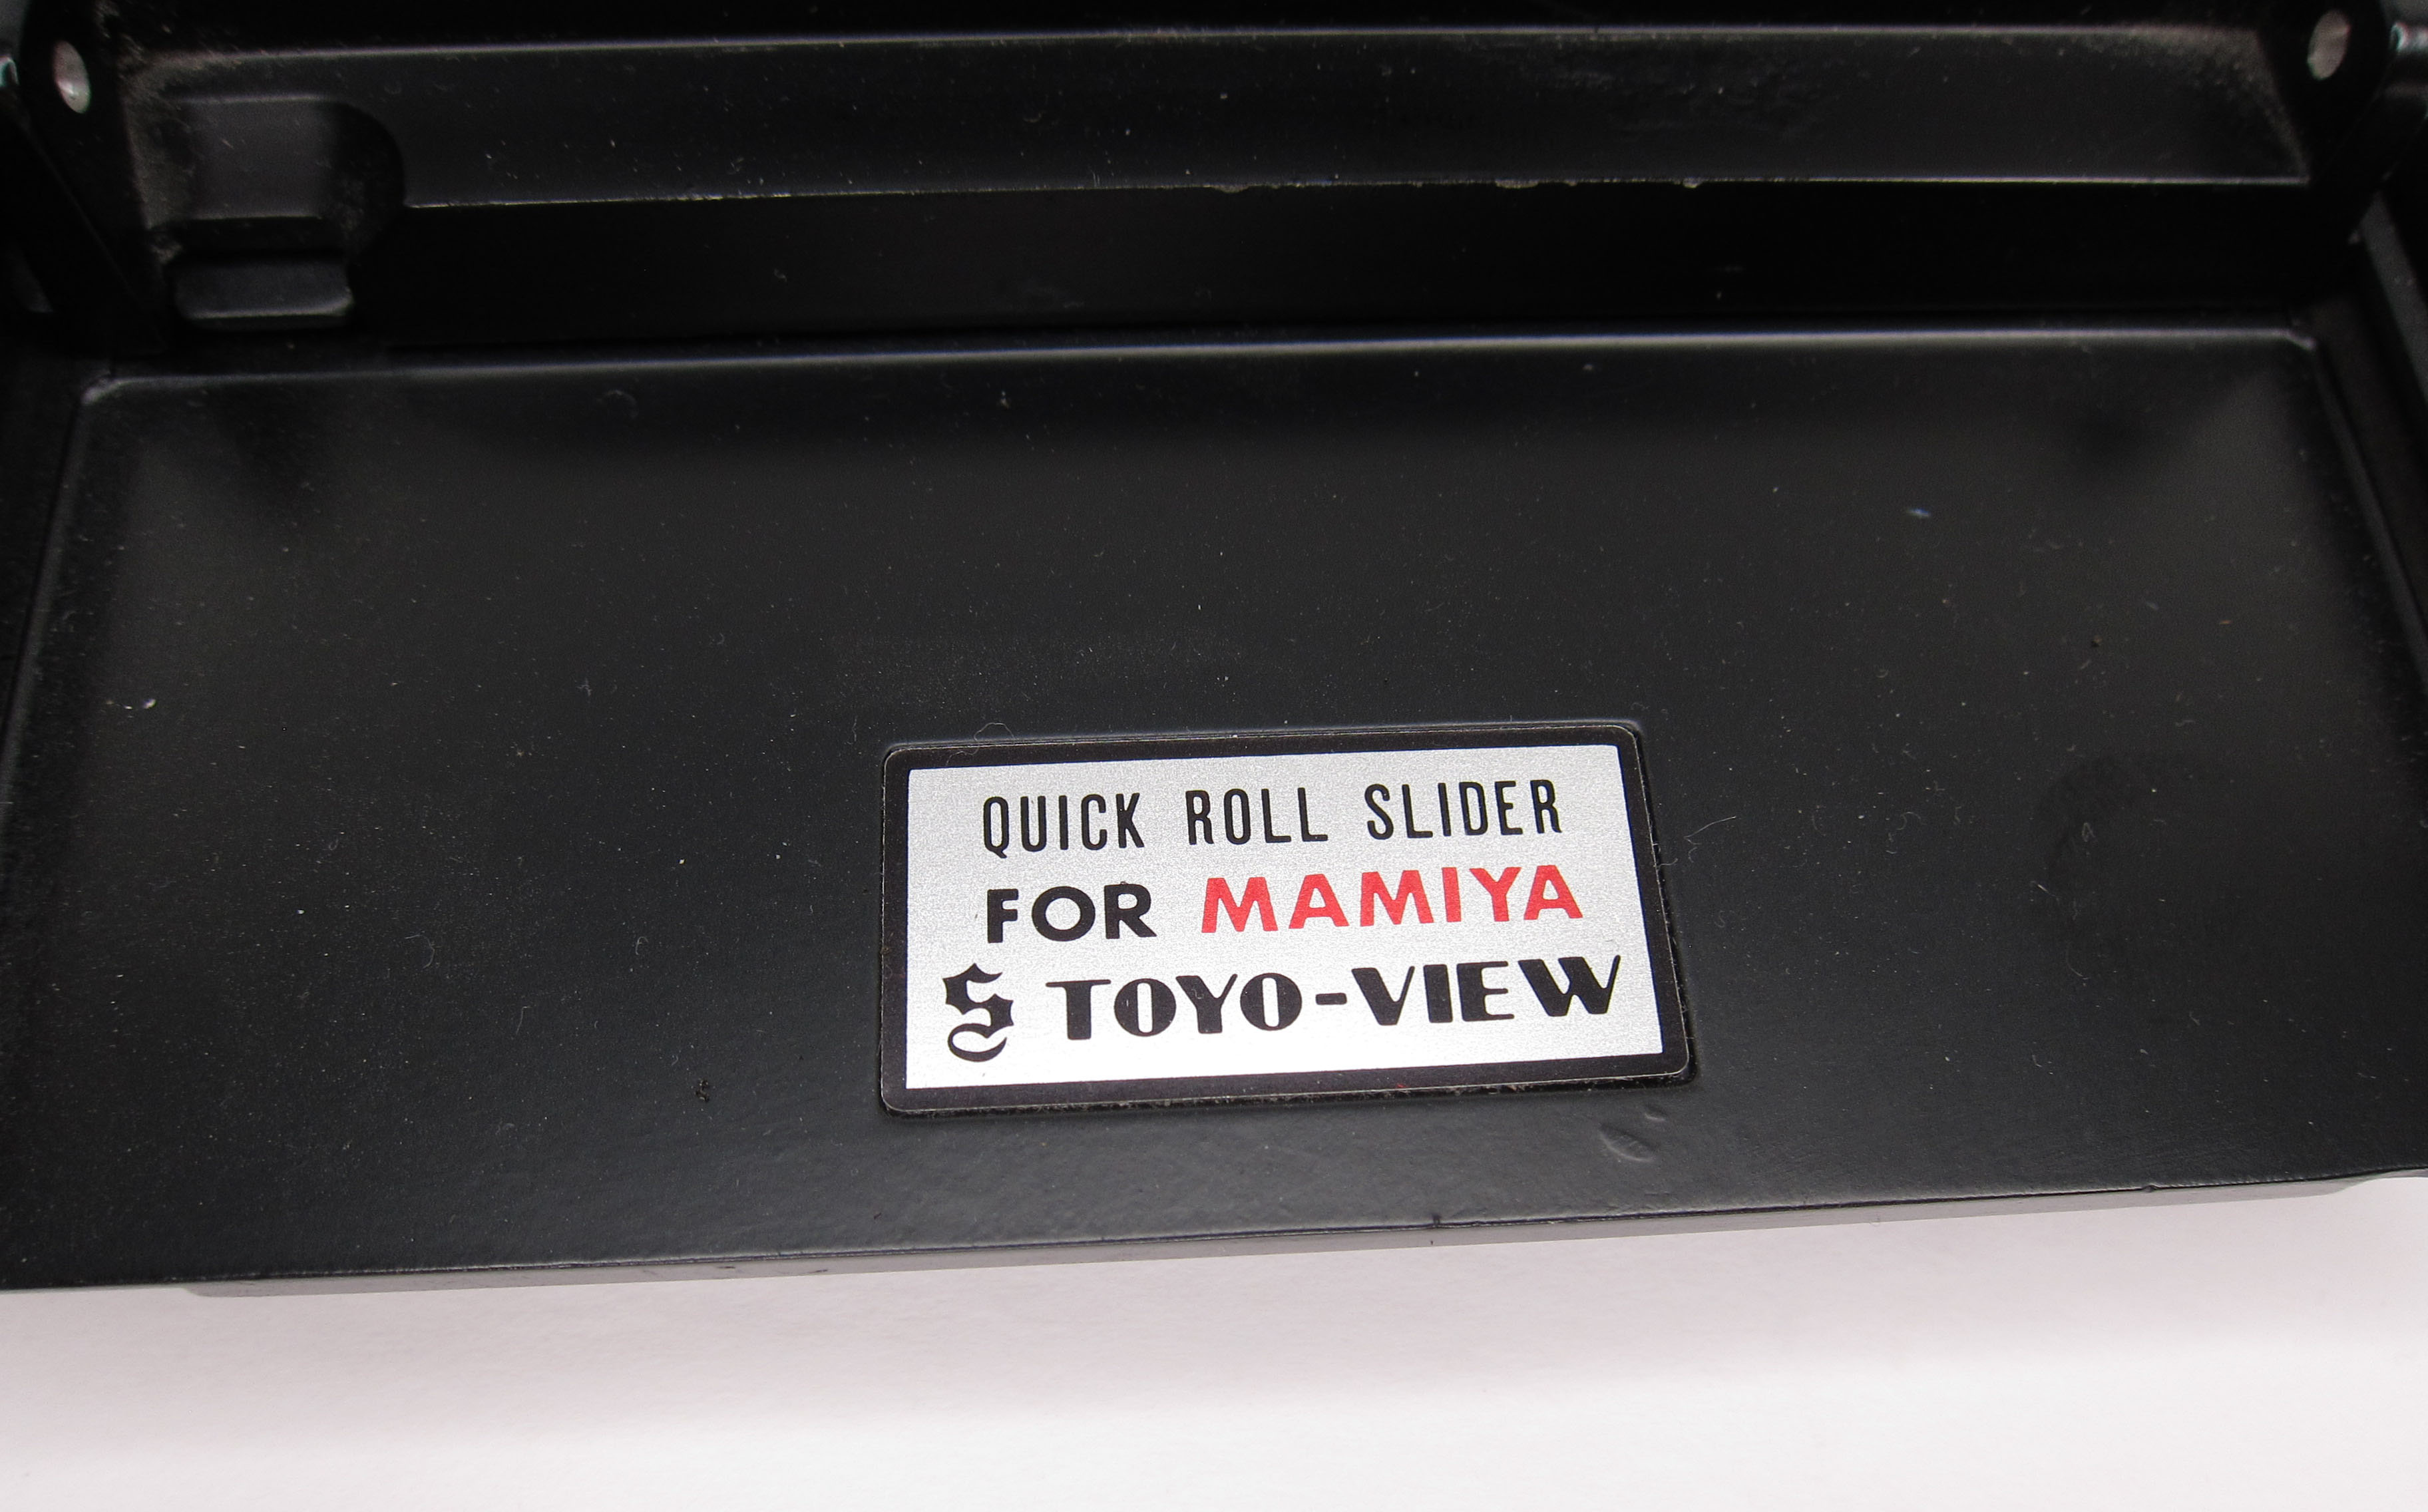 QUICK ROLL SLIDER
FOR MAMIYA
S TOYO-VIEW